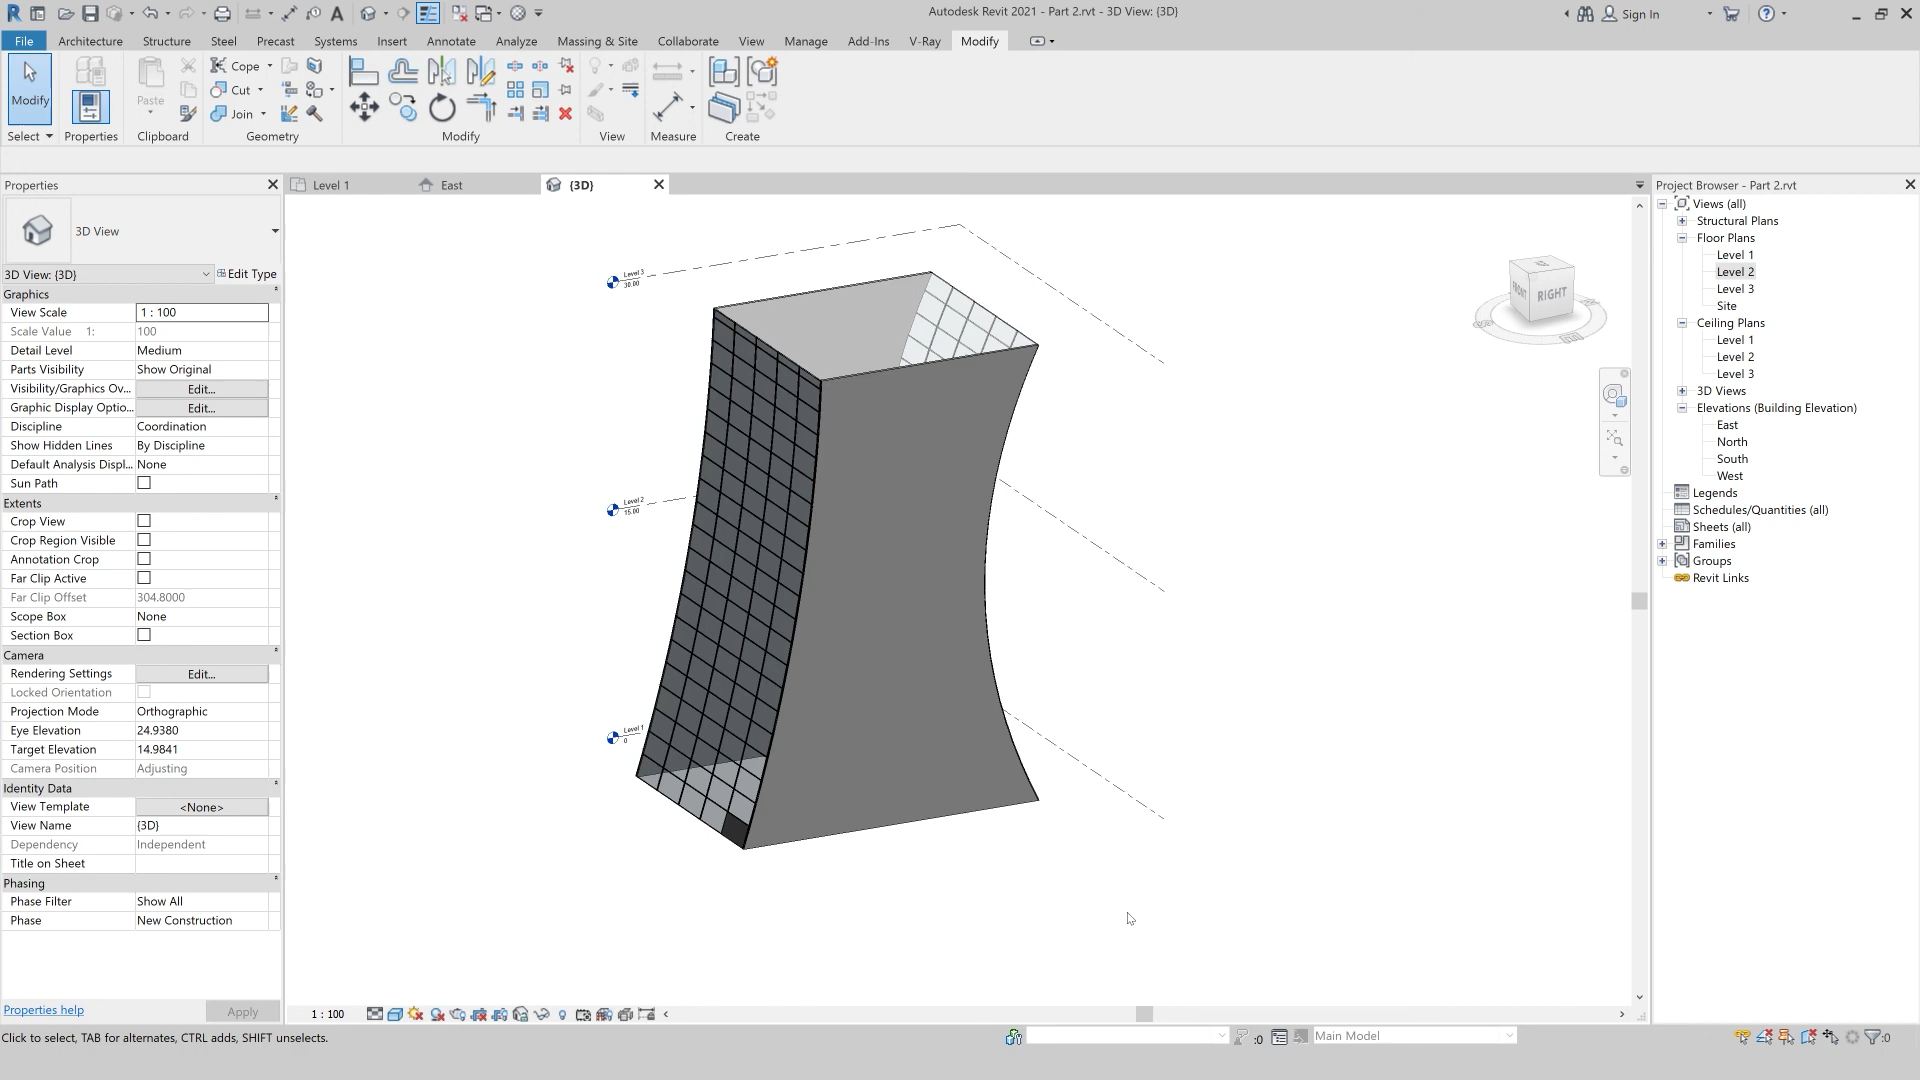 Autodesk Revit 2021 - Part 2.rvt - 3D View: {3D}
Sign In
File Architecture Structure Steel Precast Systems Insert Annotate Analyze Massing & Site Collaborate View Manage Add-Ins V-Ray Modify
Modify
Paste
Cope
Cut
Join
Select Properties Clipboard Geometry Modify View Measure Create
Properties
Level 1
East
{3D}
Project Browser - Part 2.rvt
3D View
3D View: {3D}
Edit Type
Graphics
View Scale 1 : 100
Scale Value 1: 100
Detail Level Medium
Parts Visibility Show Original
Visibility/Graphics Ov... Edit...
Graphic Display Optio... Edit...
Discipline Coordination
Show Hidden Lines By Discipline
Default Analysis Displ... None
Sun Path
Extents
Crop View
Crop Region Visible
Annotation Crop
Far Clip Active
Far Clip Offset 304.8000
Scope Box None
Section Box
Camera
Rendering Settings Edit...
Locked Orientation
Projection Mode Orthographic
Eye Elevation 24.9380
Target Elevation 14.9841
Camera Position Adjusting
Identity Data
View Template <None>
View Name {3D}
Dependency Independent
Title on Sheet
Phasing
Phase Filter Show All
Phase New Construction
Properties help
Apply
Level 3
30.00
Level 2
15.00
Level 1
0
FRONT
RIGHT
Views (all)
Structural Plans
Floor Plans
Level 1
Level 2
Level 3
Site
Ceiling Plans
Level 1
Level 2
Level 3
3D Views
Elevations (Building Elevation)
East
North
South
West
Legends
Schedules/Quantities (all)
Sheets (all)
Families
Groups
Revit Links
1 : 100
Click to select, TAB for alternates, CTRL adds, SHIFT unselects.
:0
Main Model
:0